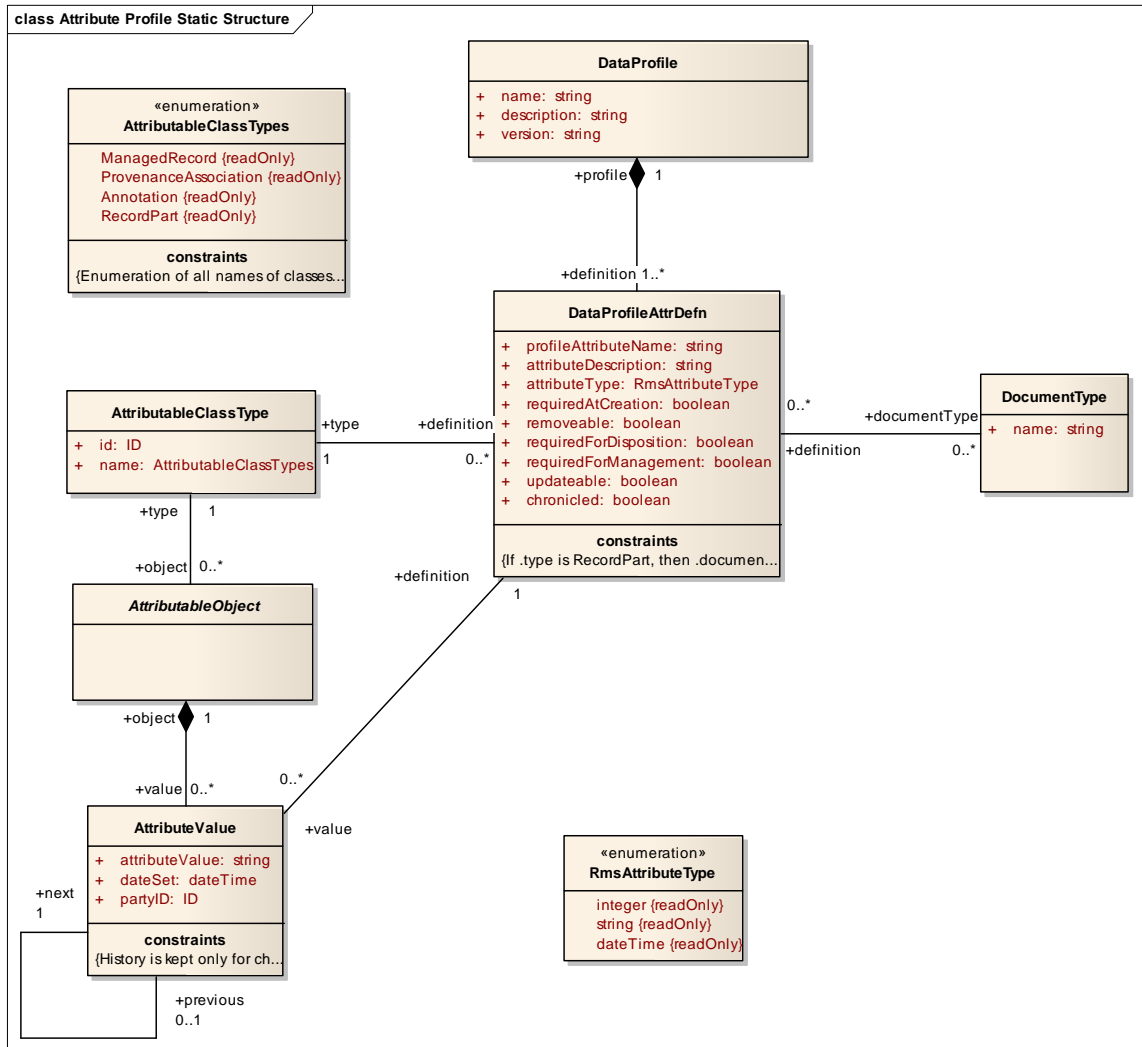 class Attribute Profile Static Structure
DataProfile
+ name: string
+ description: string
+ version: string
«enumeration»
AttributableClassTypes
ManagedRecord {readOnly}
ProvenanceAssociation {readOnly}
Annotation {readOnly}
RecordPart {readOnly}
constraints
{Enumeration of all names of classes...
+profile 1
+definition 1..*
DataProfileAttrDefn
+ profileAttributeName: string
+ attributeDescription: string
+ attributeType: RmsAttributeType
+ requiredAtCreation: boolean
+ removeable: boolean
+ requiredForDisposition: boolean
+ requiredForManagement: boolean
+ updateable: boolean
+ chronicled: boolean
constraints
{If .type is RecordPart, then .documen...
AttributableClassType
+ id: ID
+ name: AttributableClassTypes
+type
1
+definition
0..*
0..*
+definition
+documentType
0..*
DocumentType
+ name: string
+type 1
+object 0..*
AttributableObject
+definition
1
+object 1
+value 0..*
0..*
+value
AttributeValue
+ attributeValue: string
+ dateSet: dateTime
+ partyID: ID
constraints
{History is kept only for ch...
+next
1
+previous
0..1
«enumeration»
RmsAttributeType
integer {readOnly}
string {readOnly}
dateTime {readOnly}